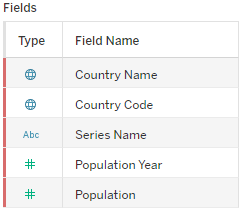 Fields
Type Field Name
Country Name
Country Code
Abc Series Name
# Population Year
# Population